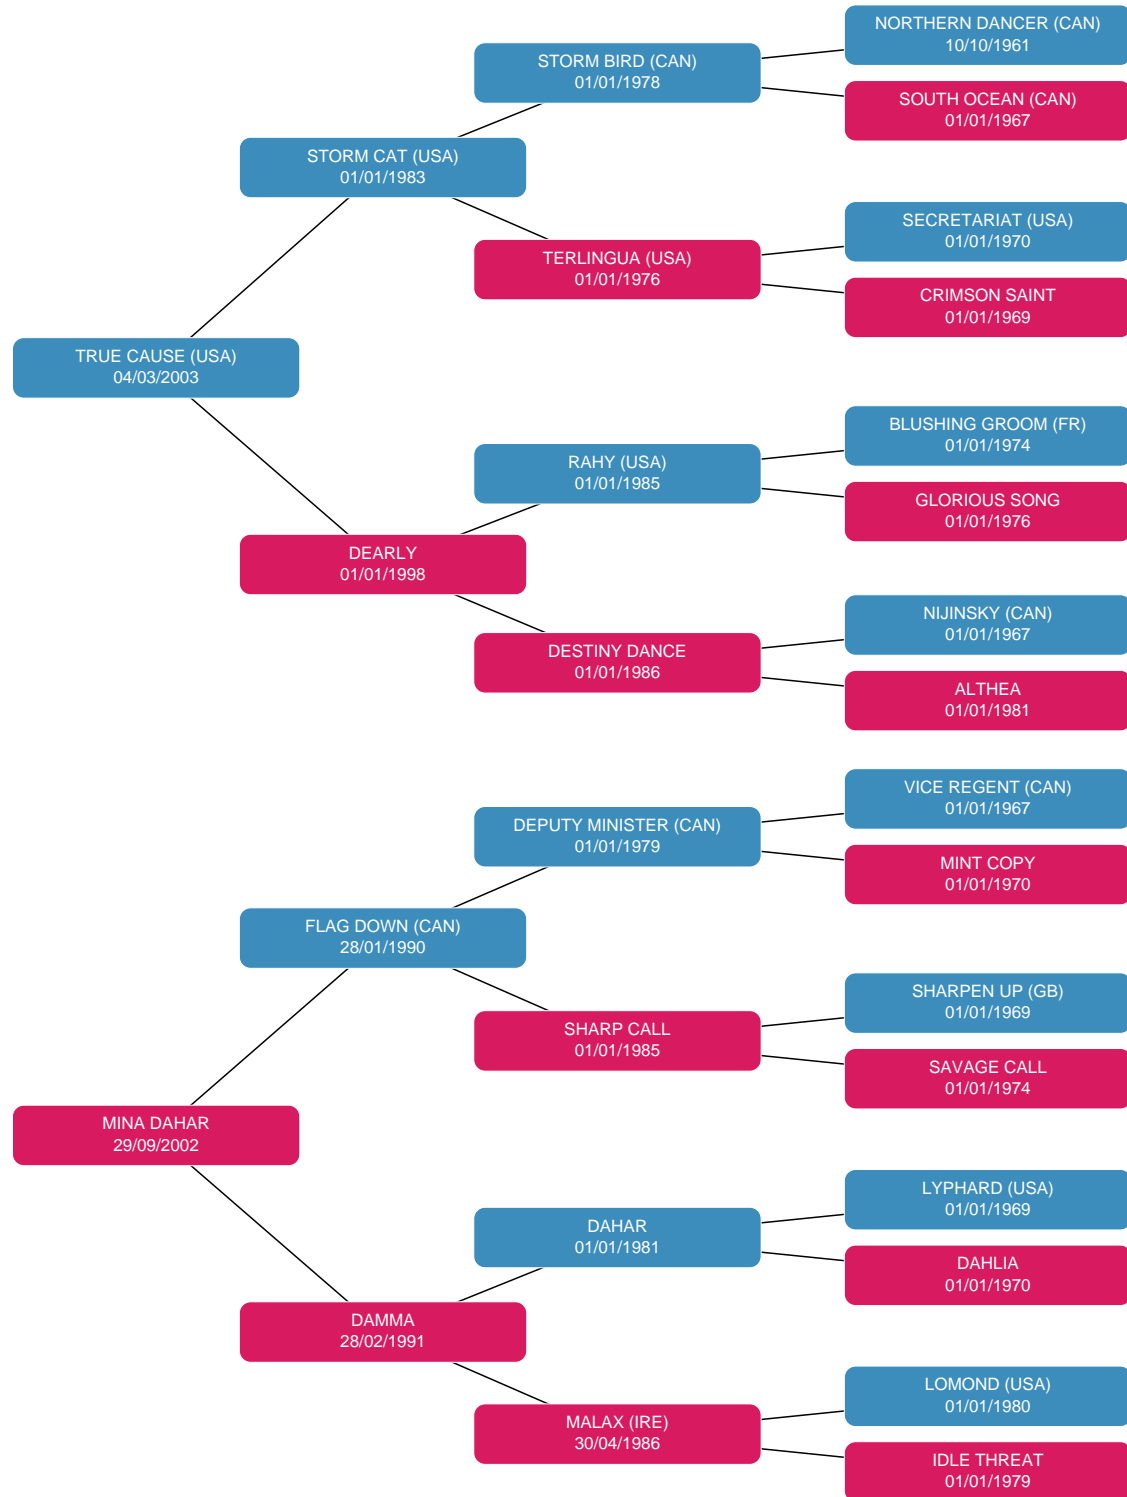 NORTHERN DANCER (CAN)
10/10/1961
STORM BIRD (CAN)
01/01/1978
SOUTH OCEAN (CAN)
01/01/1967
STORM CAT (USA)
01/01/1983
SECRETARIAT (USA)
01/01/1970
TERLINGUA (USA)
01/01/1976
CRIMSON SAINT
01/01/1969
TRUE CAUSE (USA)
04/03/2003
BLUSHING GROOM (FR)
01/01/1974
RAHY (USA)
01/01/1985
GLORIOUS SONG
01/01/1976
DEARLY
01/01/1998
NIJINSKY (CAN)
01/01/1967
DESTINY DANCE
01/01/1986
ALTHEA
01/01/1981
VICE REGENT (CAN)
01/01/1967
DEPUTY MINISTER (CAN)
01/01/1979
MINT COPY
01/01/1970
FLAG DOWN (CAN)
28/01/1990
SHARPEN UP (GB)
01/01/1969
SHARP CALL
01/01/1985
SAVAGE CALL
01/01/1974
MINA DAHAR
29/09/2002
LYPHARD (USA)
01/01/1969
DAHAR
01/01/1981
DAHLIA
01/01/1970
DAMMA
28/02/1991
LOMOND (USA)
01/01/1980
MALAX (IRE)
30/04/1986
IDLE THREAT
01/01/1979